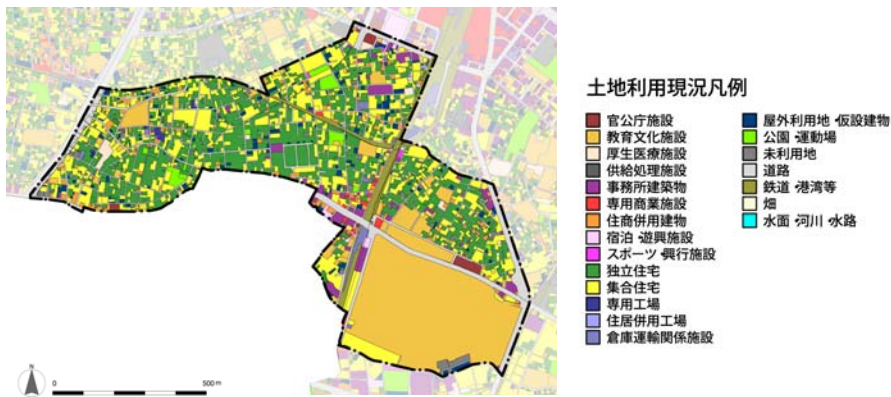 土地利用現況凡例
官公庁施設
教育文化施設
厚生医療施設
供給処理施設
事務所建築物
専用商業施設
住商併用建物
宿泊・遊興施設
スポーツ・興行施設
独立住宅
集合住宅
専用工場
住居併用工場
倉庫運輸関係施設
屋外利用地・仮設建物
公園・運動場
未利用地
道路
鉄道・港湾等
畑
水面・河川・水路
N
0 500 m